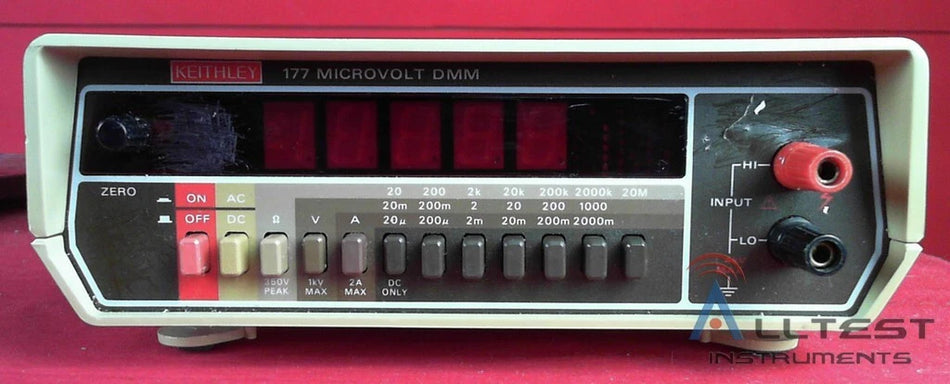 KEITHLEY 177 MICROVOLT DMM
ZERO
ON AC
OFF DC Ω V A
20 200 2k 20k 200k 2000k 20M
20m 200m 2 20 200 1000
20µ 200µ 2m 20m 200m 2000m
350V PEAK
1kV MAX
2A MAX
DC ONLY
HI
INPUT
LO
ALLTEST
INSTRUMENTS